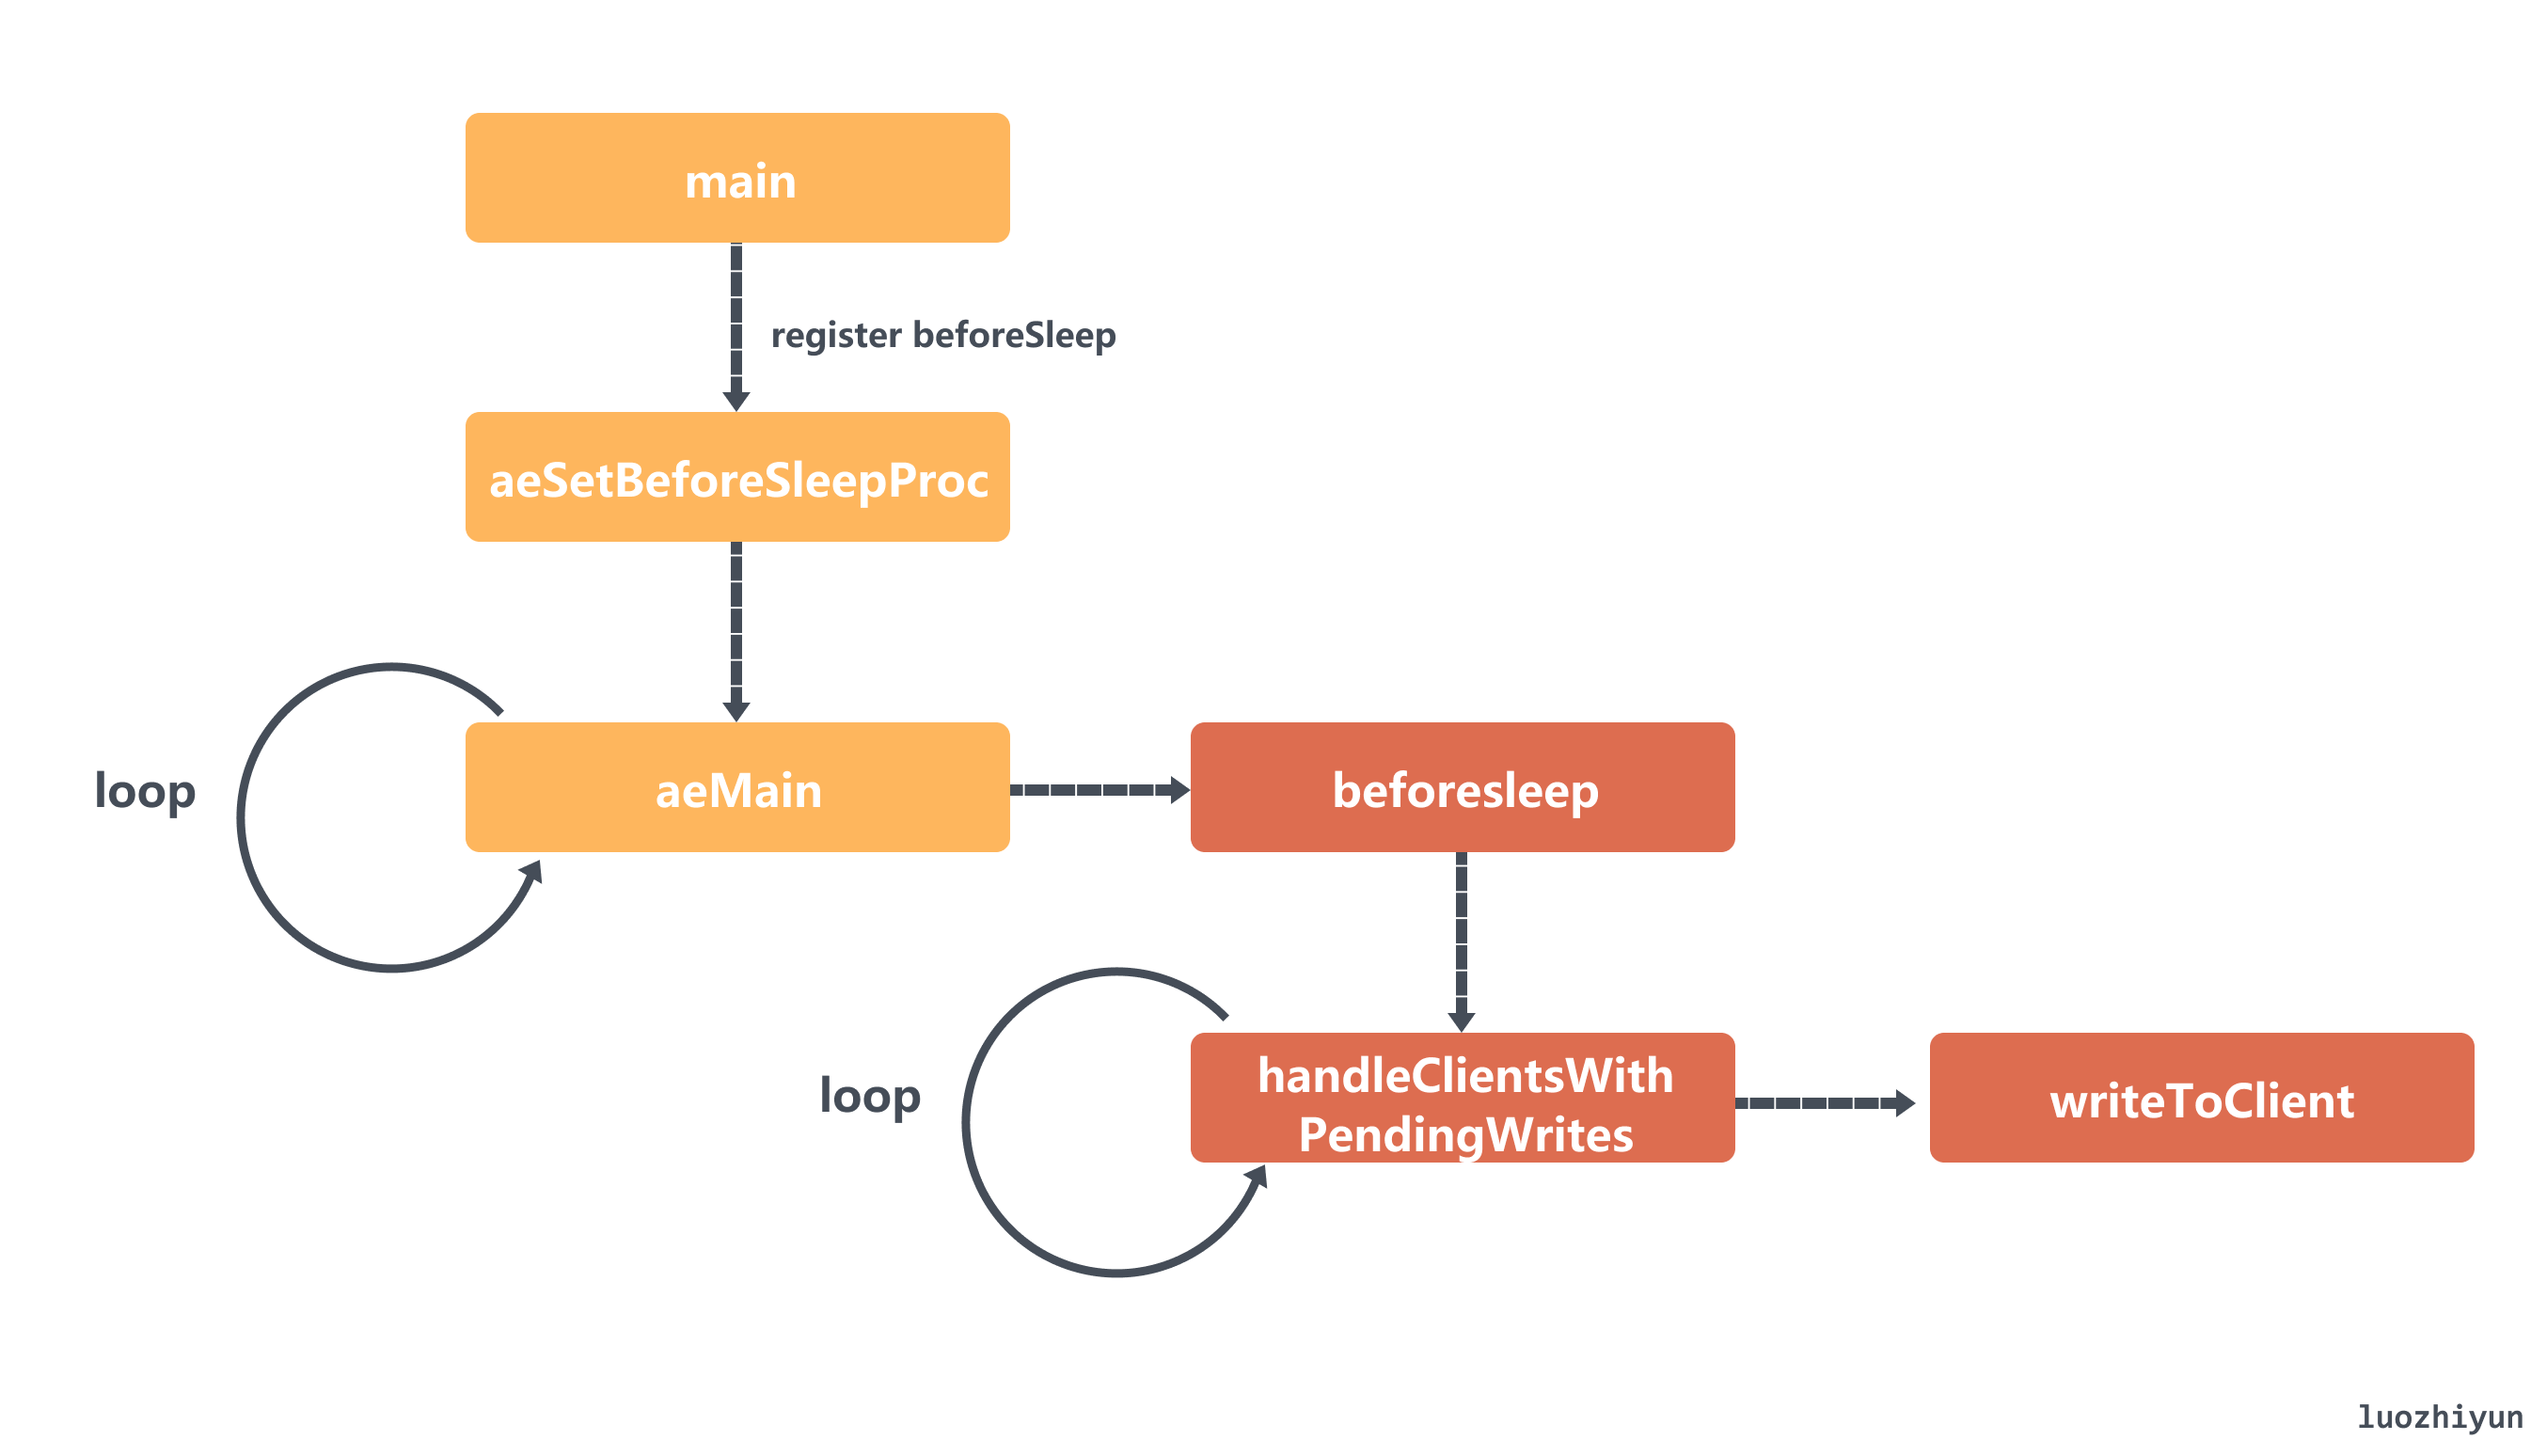 main
register beforeSleep
aeSetBeforeSleepProc
loop
aeMain
beforesleep
loop
handleClientsWith
PendingWrites
writeToClient
luozhiyun